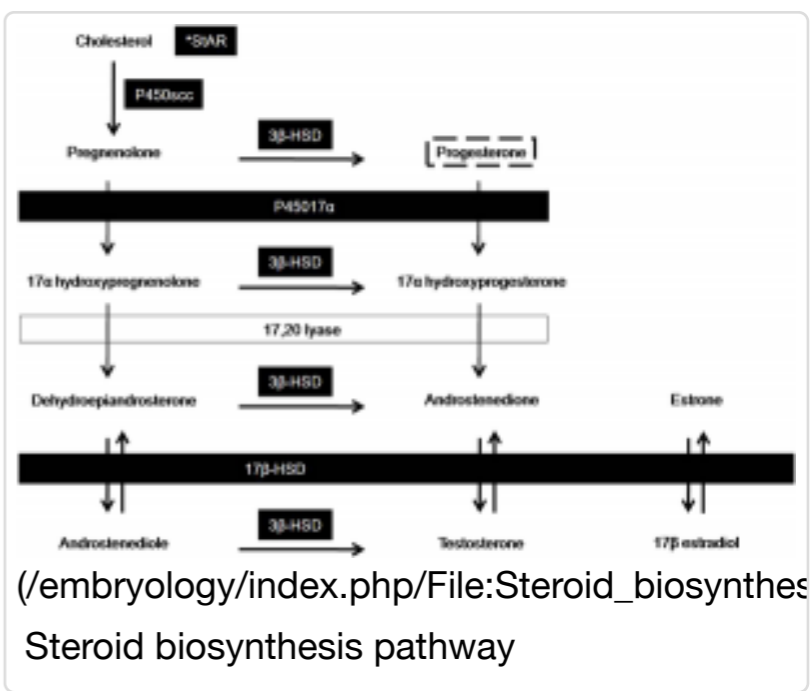 Cholesterol *StAR
P450scc
3β-HSD
Pregnenolone Progesterone
P45017α
3β-HSD
17α hydroxypregnenolone 17α hydroxyprogesterone
17,20 lyase
3β-HSD
Dehydroepiandrosterone Androstenedione Estrone
17β-HSD
3β-HSD
Androstenediole Testosterone 17β estradiol
(/embryology/index.php/File:Steroid_biosynthes
Steroid biosynthesis pathway